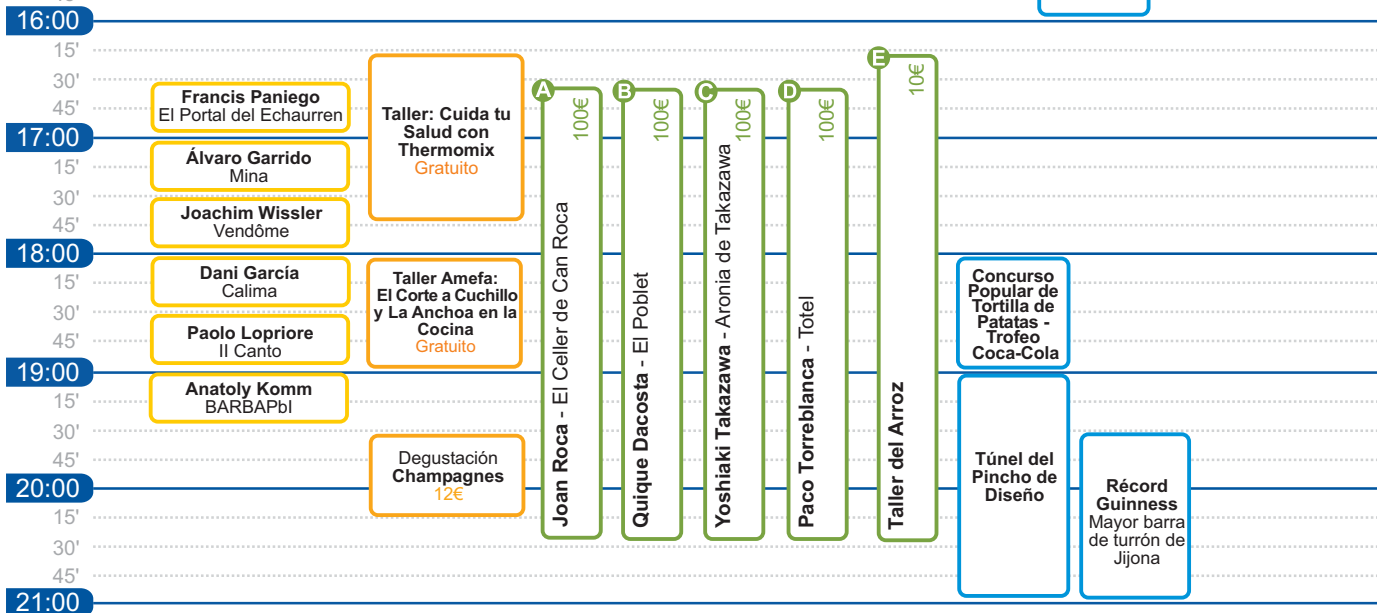 16:00
15'
30'
45'
17:00
15'
30'
45'
18:00
15'
30'
45'
19:00
15'
30'
45'
20:00
15'
30'
45'
21:00
Francis Paniego
El Portal del Echaurren
Álvaro Garrido
Mina
Joachim Wissler
Vendôme
Dani García
Calima
Paolo Lopriore
Il Canto
Anatoly Komm
BARBAPbI
Taller: Cuida tu
Salud con
Thermomix
Gratuito
Taller Amefa:
El Corte a Cuchillo
y La Anchoa en la
Cocina
Gratuito
Degustación
Champagnes
12€
A
100€
Joan Roca - El Celler de Can Roca
B
100€
Quique Dacosta - El Poblet
C
100€
Yoshiaki Takazawa - Aronia de Takazawa
D
100€
Paco Torreblanca - Totel
E
10€
Taller del Arroz
Concurso
Popular de
Tortilla de
Patatas -
Trofeo
Coca-Cola
Túnel del
Pincho de
Diseño
Récord
Guinness
Mayor barra
de turrón de
Jijona